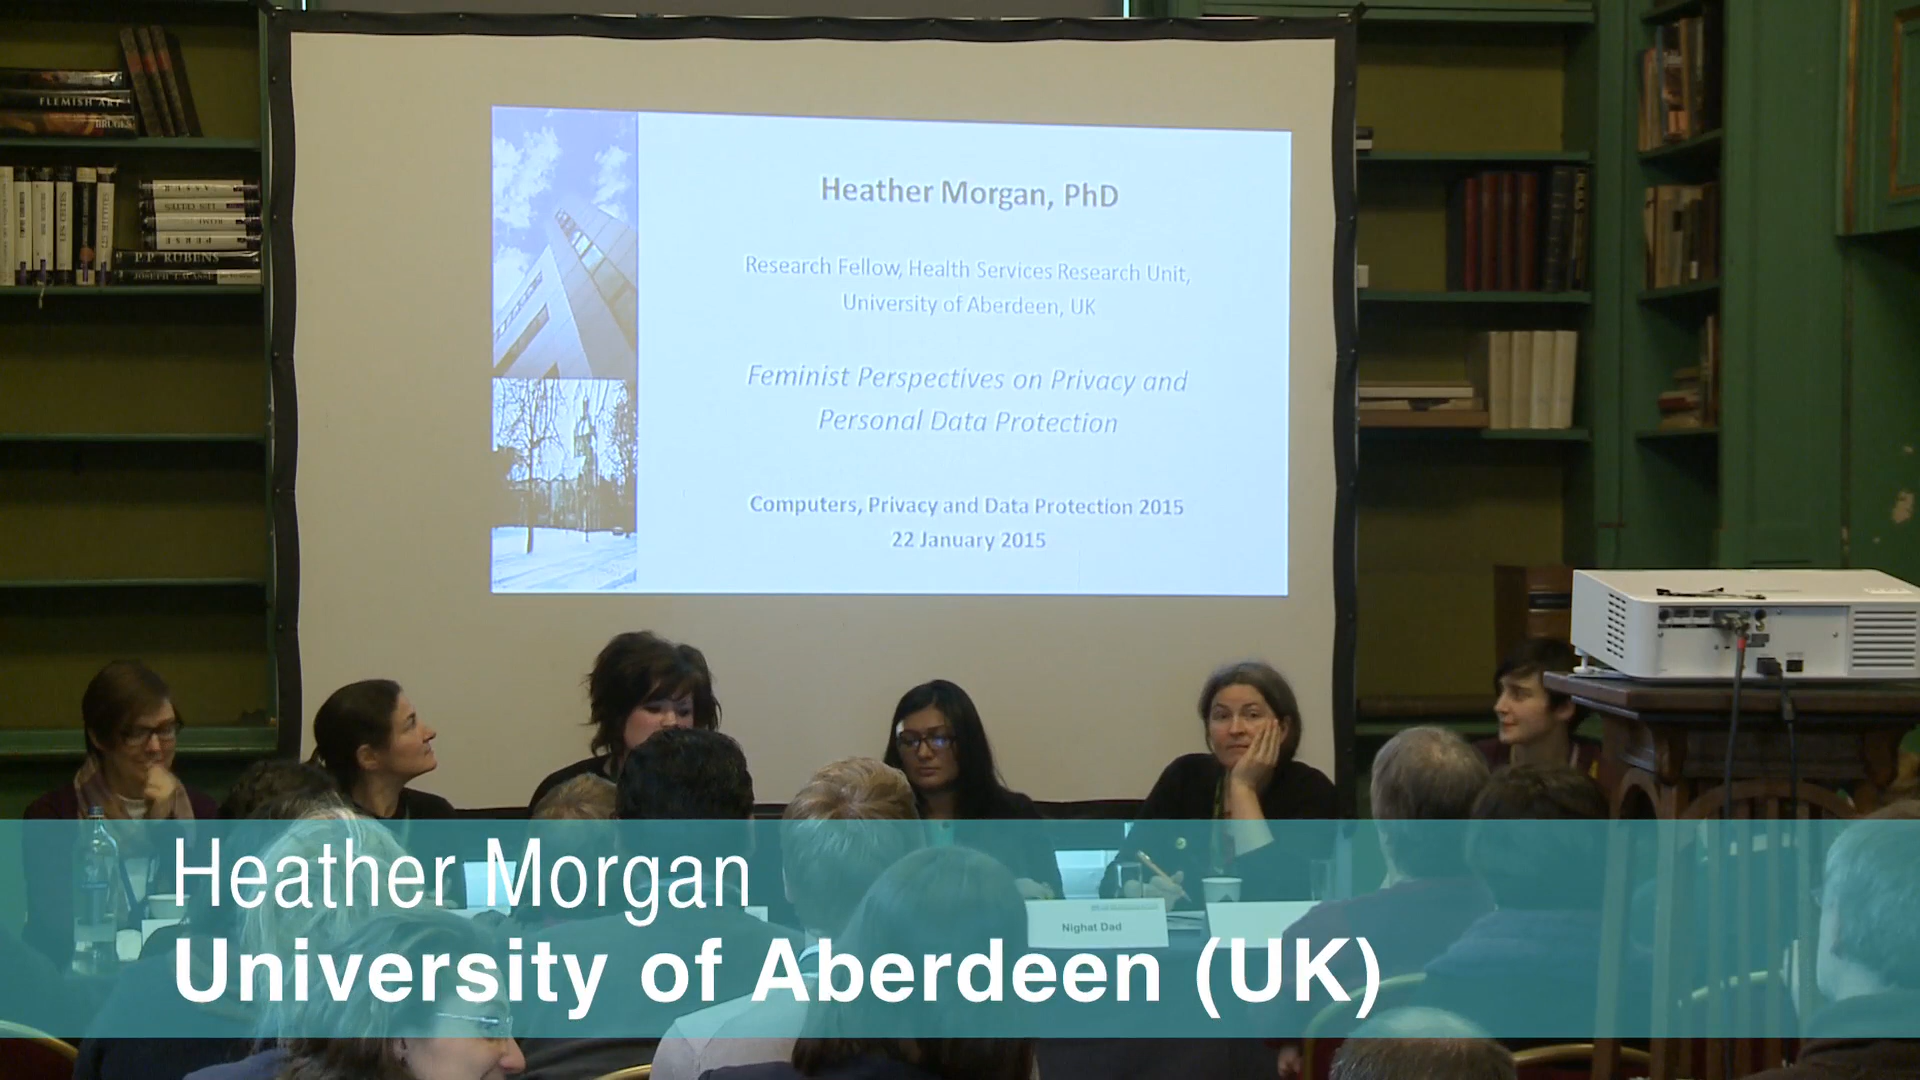 FLEMISH ART
BRUGES
P.P. RUBENS
Heather Morgan, PhD
Research Fellow, Health Services Research Unit,
University of Aberdeen, UK
Feminist Perspectives on Privacy and
Personal Data Protection
Computers, Privacy and Data Protection 2015
22 January 2015
Nighat Dad
Heather Morgan
University of Aberdeen (UK)